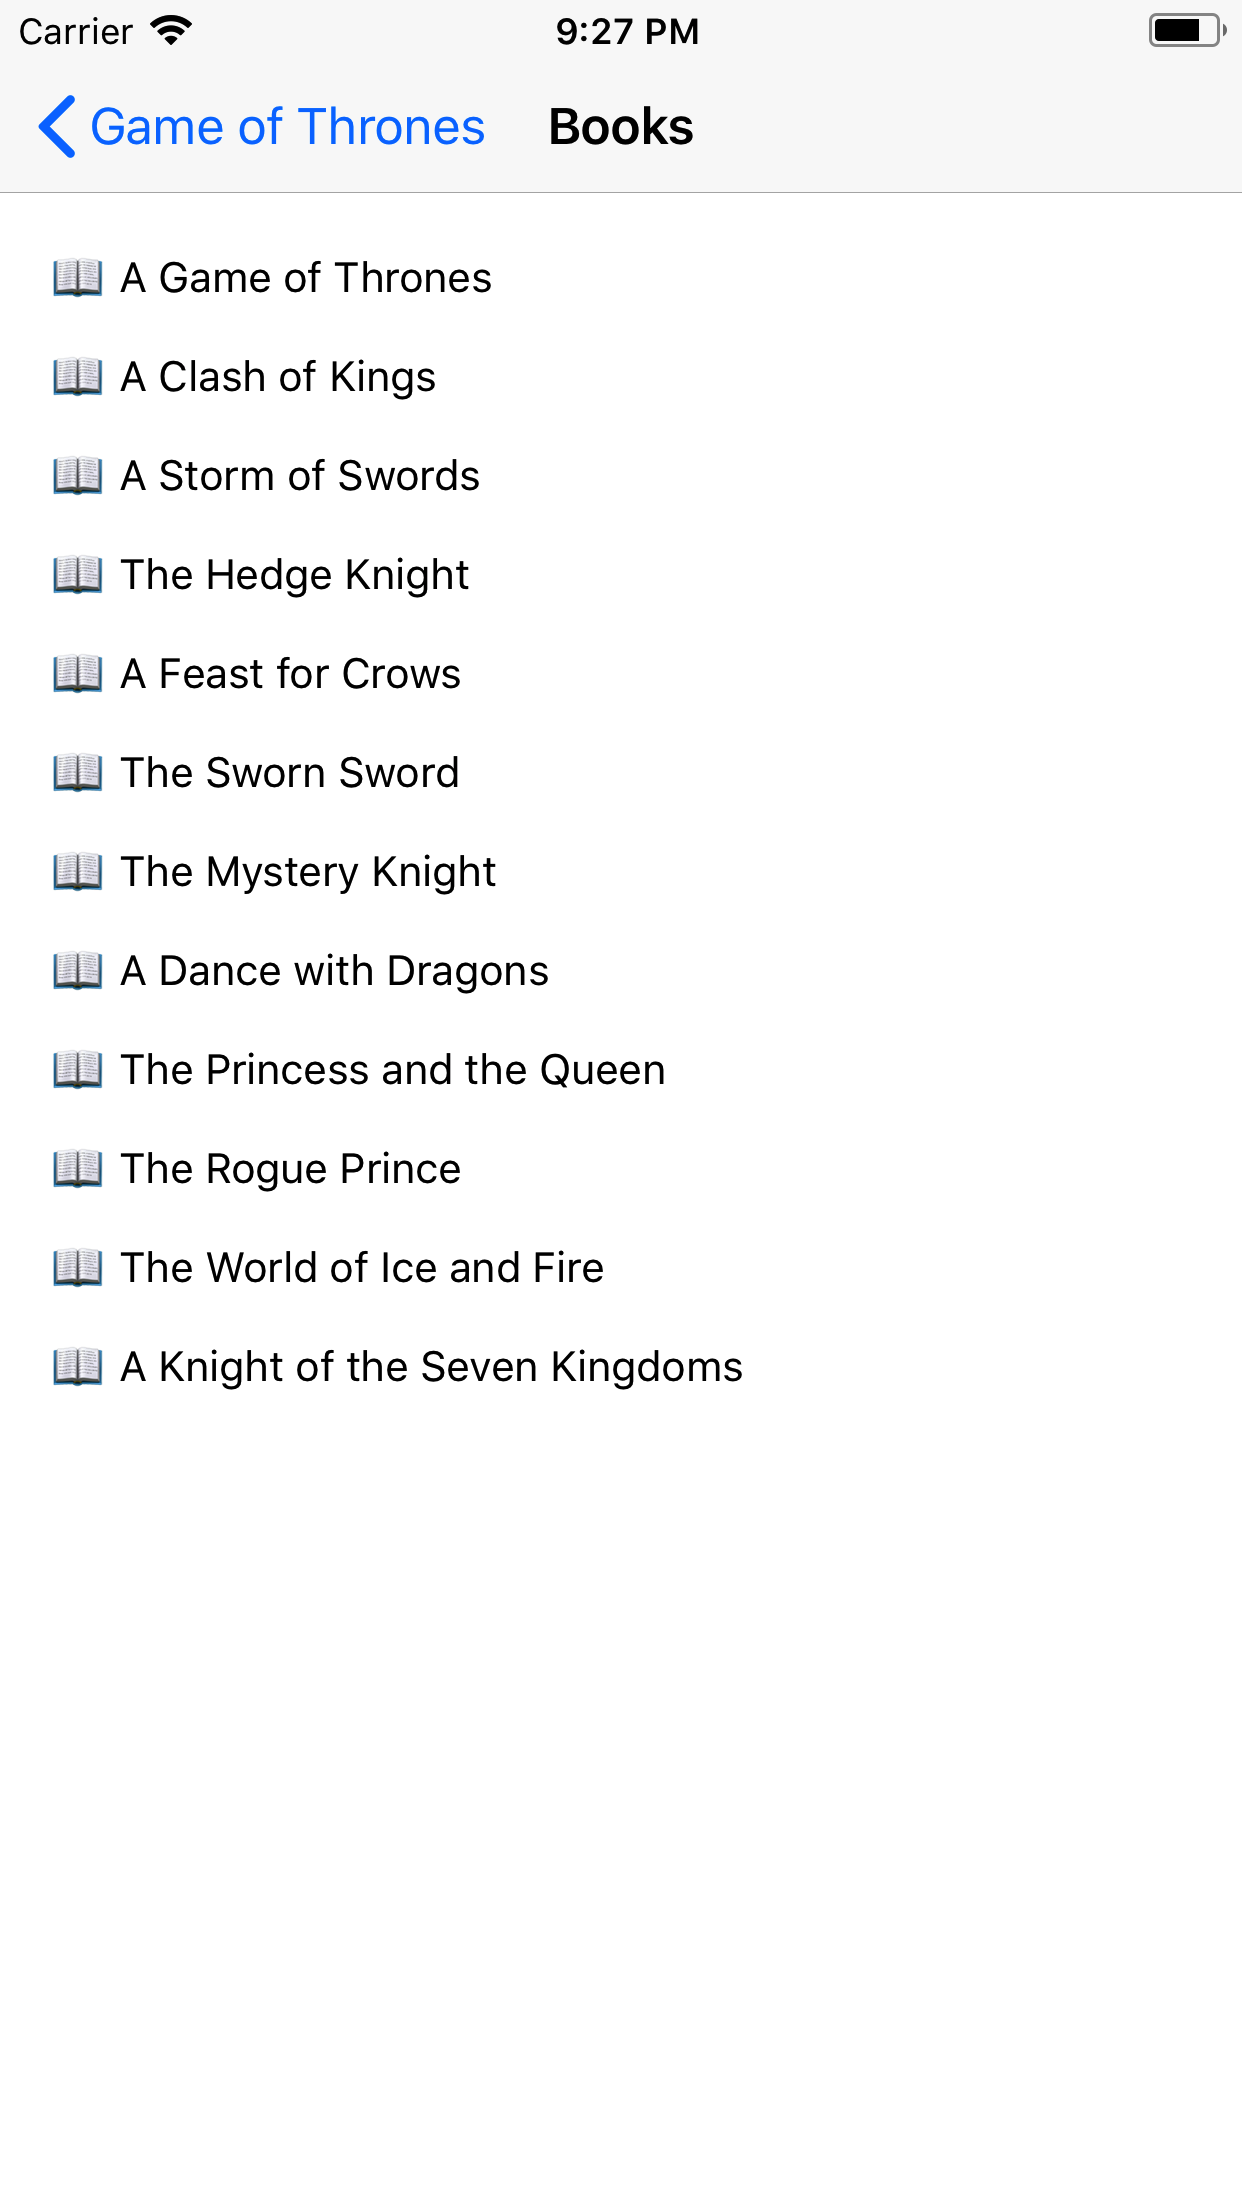 Carrier
9:27 PM
Game of Thrones
Books
A Game of Thrones
A Clash of Kings
A Storm of Swords
The Hedge Knight
A Feast for Crows
The Sworn Sword
The Mystery Knight
A Dance with Dragons
The Princess and the Queen
The Rogue Prince
The World of Ice and Fire
A Knight of the Seven Kingdoms